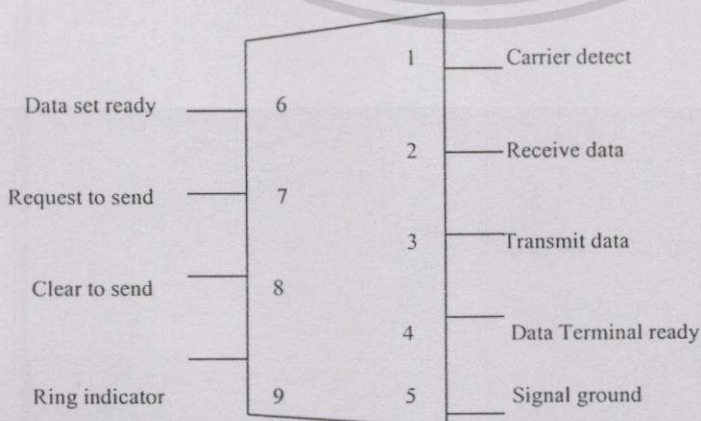 1 Carrier detect
Data set ready 6
2 Receive data
Request to send 7
3 Transmit data
Clear to send 8
4 Data Terminal ready
Ring indicator 9 5 Signal ground